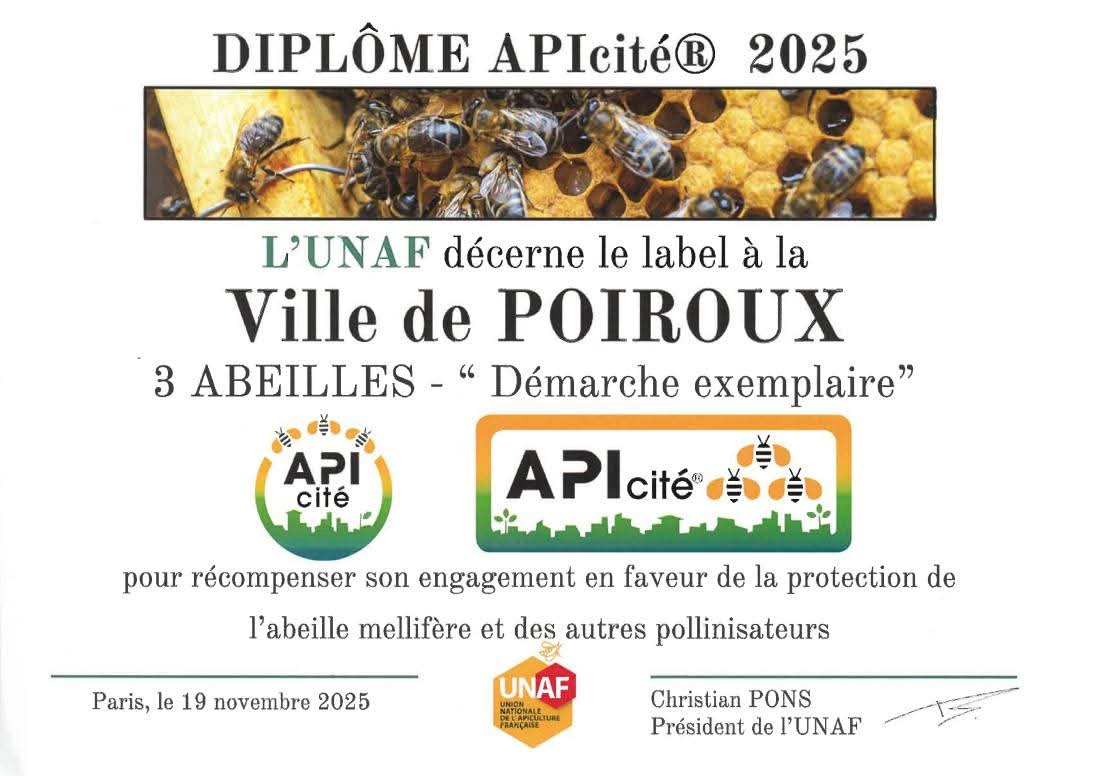 DIPLÔME APIcité® 2025
L'UNAF décerne le label à la
Ville de POIROUX
3 ABEILLES - “ Démarche exemplaire”
API
cité
APIcité®
pour récompenser son engagement en faveur de la protection de
l'abeille mellifère et des autres pollinisateurs
Paris, le 19 novembre 2025
UNAF
UNION
NATIONALE
DE L'APICULTURE
FRANÇAISE
Christian PONS
Président de l'UNAF